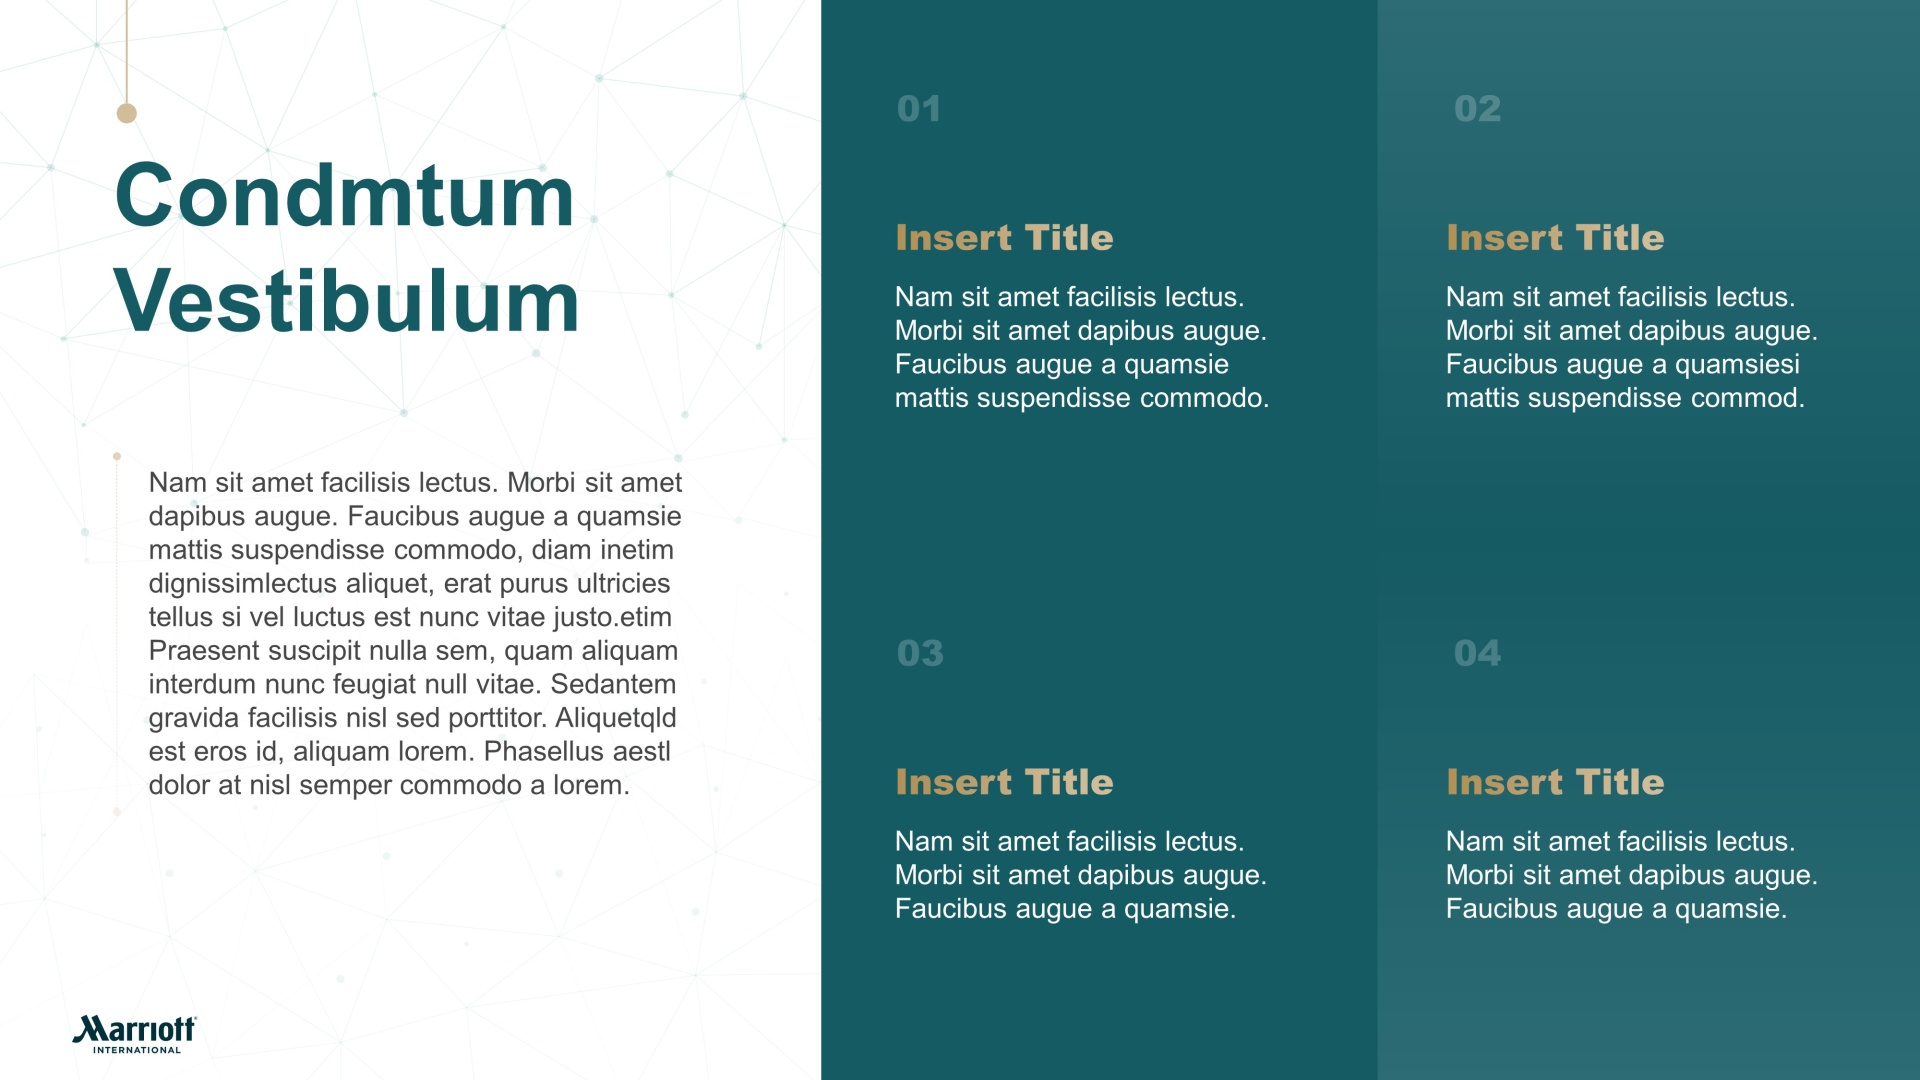 Condmtum
Vestibulum
Nam sit amet facilisis lectus. Morbi sit amet
dapibus augue. Faucibus augue a quamsie
mattis suspendisse commodo, diam inetim
dignissimlectus aliquet, erat purus ultricies
tellus si vel luctus est nunc vitae justo.etim
Praesent suscipit nulla sem, quam aliquam
interdum nunc feugiat null vitae. Sedantem
gravida facilisis nisl sed porttitor. Aliquetqld
est eros id, aliquam lorem. Phasellus aestl
dolor at nisl semper commodo a lorem.
Marriott
INTERNATIONAL
01
Insert Title
Nam sit amet facilisis lectus.
Morbi sit amet dapibus augue.
Faucibus augue a quamsie
mattis suspendisse commodo.
02
Insert Title
Nam sit amet facilisis lectus.
Morbi sit amet dapibus augue.
Faucibus augue a quamsiesi
mattis suspendisse commod.
03
Insert Title
Nam sit amet facilisis lectus.
Morbi sit amet dapibus augue.
Faucibus augue a quamsie.
04
Insert Title
Nam sit amet facilisis lectus.
Morbi sit amet dapibus augue.
Faucibus augue a quamsie.